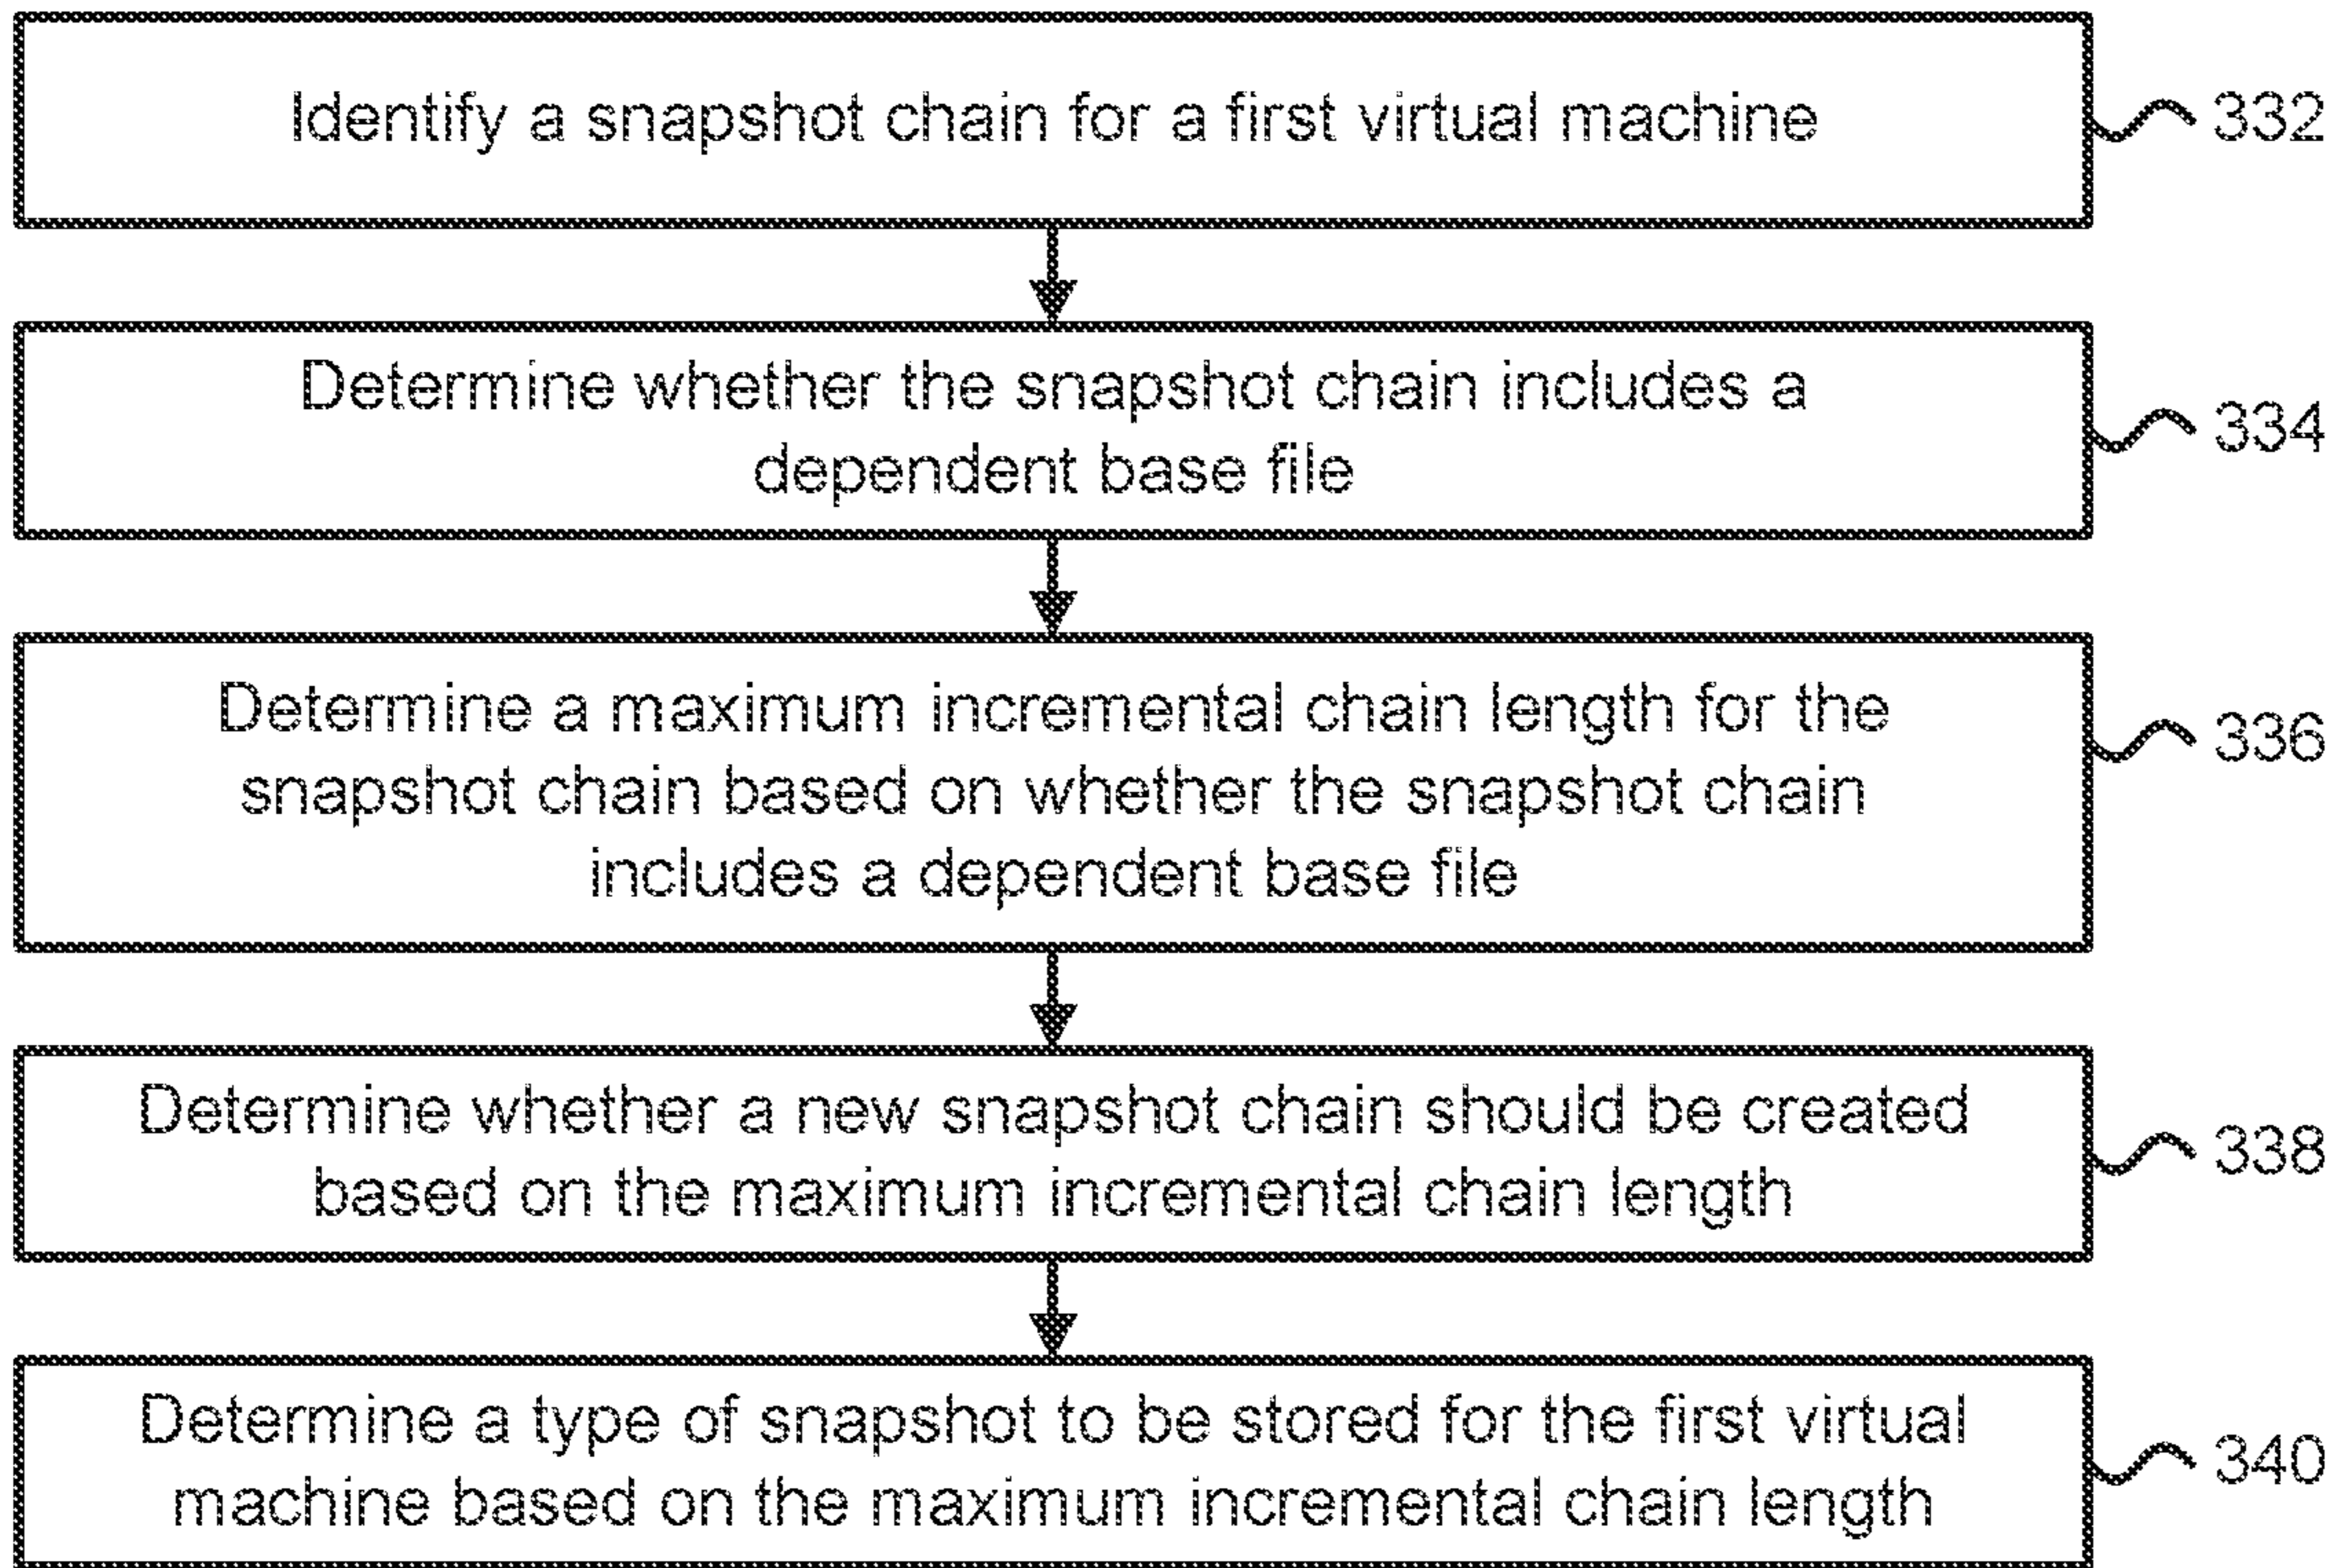 Identify a snapshot chain for a first virtual machine
332
Determine whether the snapshot chain includes a
dependent base file
334
Determine a maximum incremental chain length for the
snapshot chain based on whether the snapshot chain
includes a dependent base file
336
Determine whether a new snapshot chain should be created
based on the maximum incremental chain length
338
Determine a type of snapshot to be stored for the first virtual
machine based on the maximum incremental chain length
340